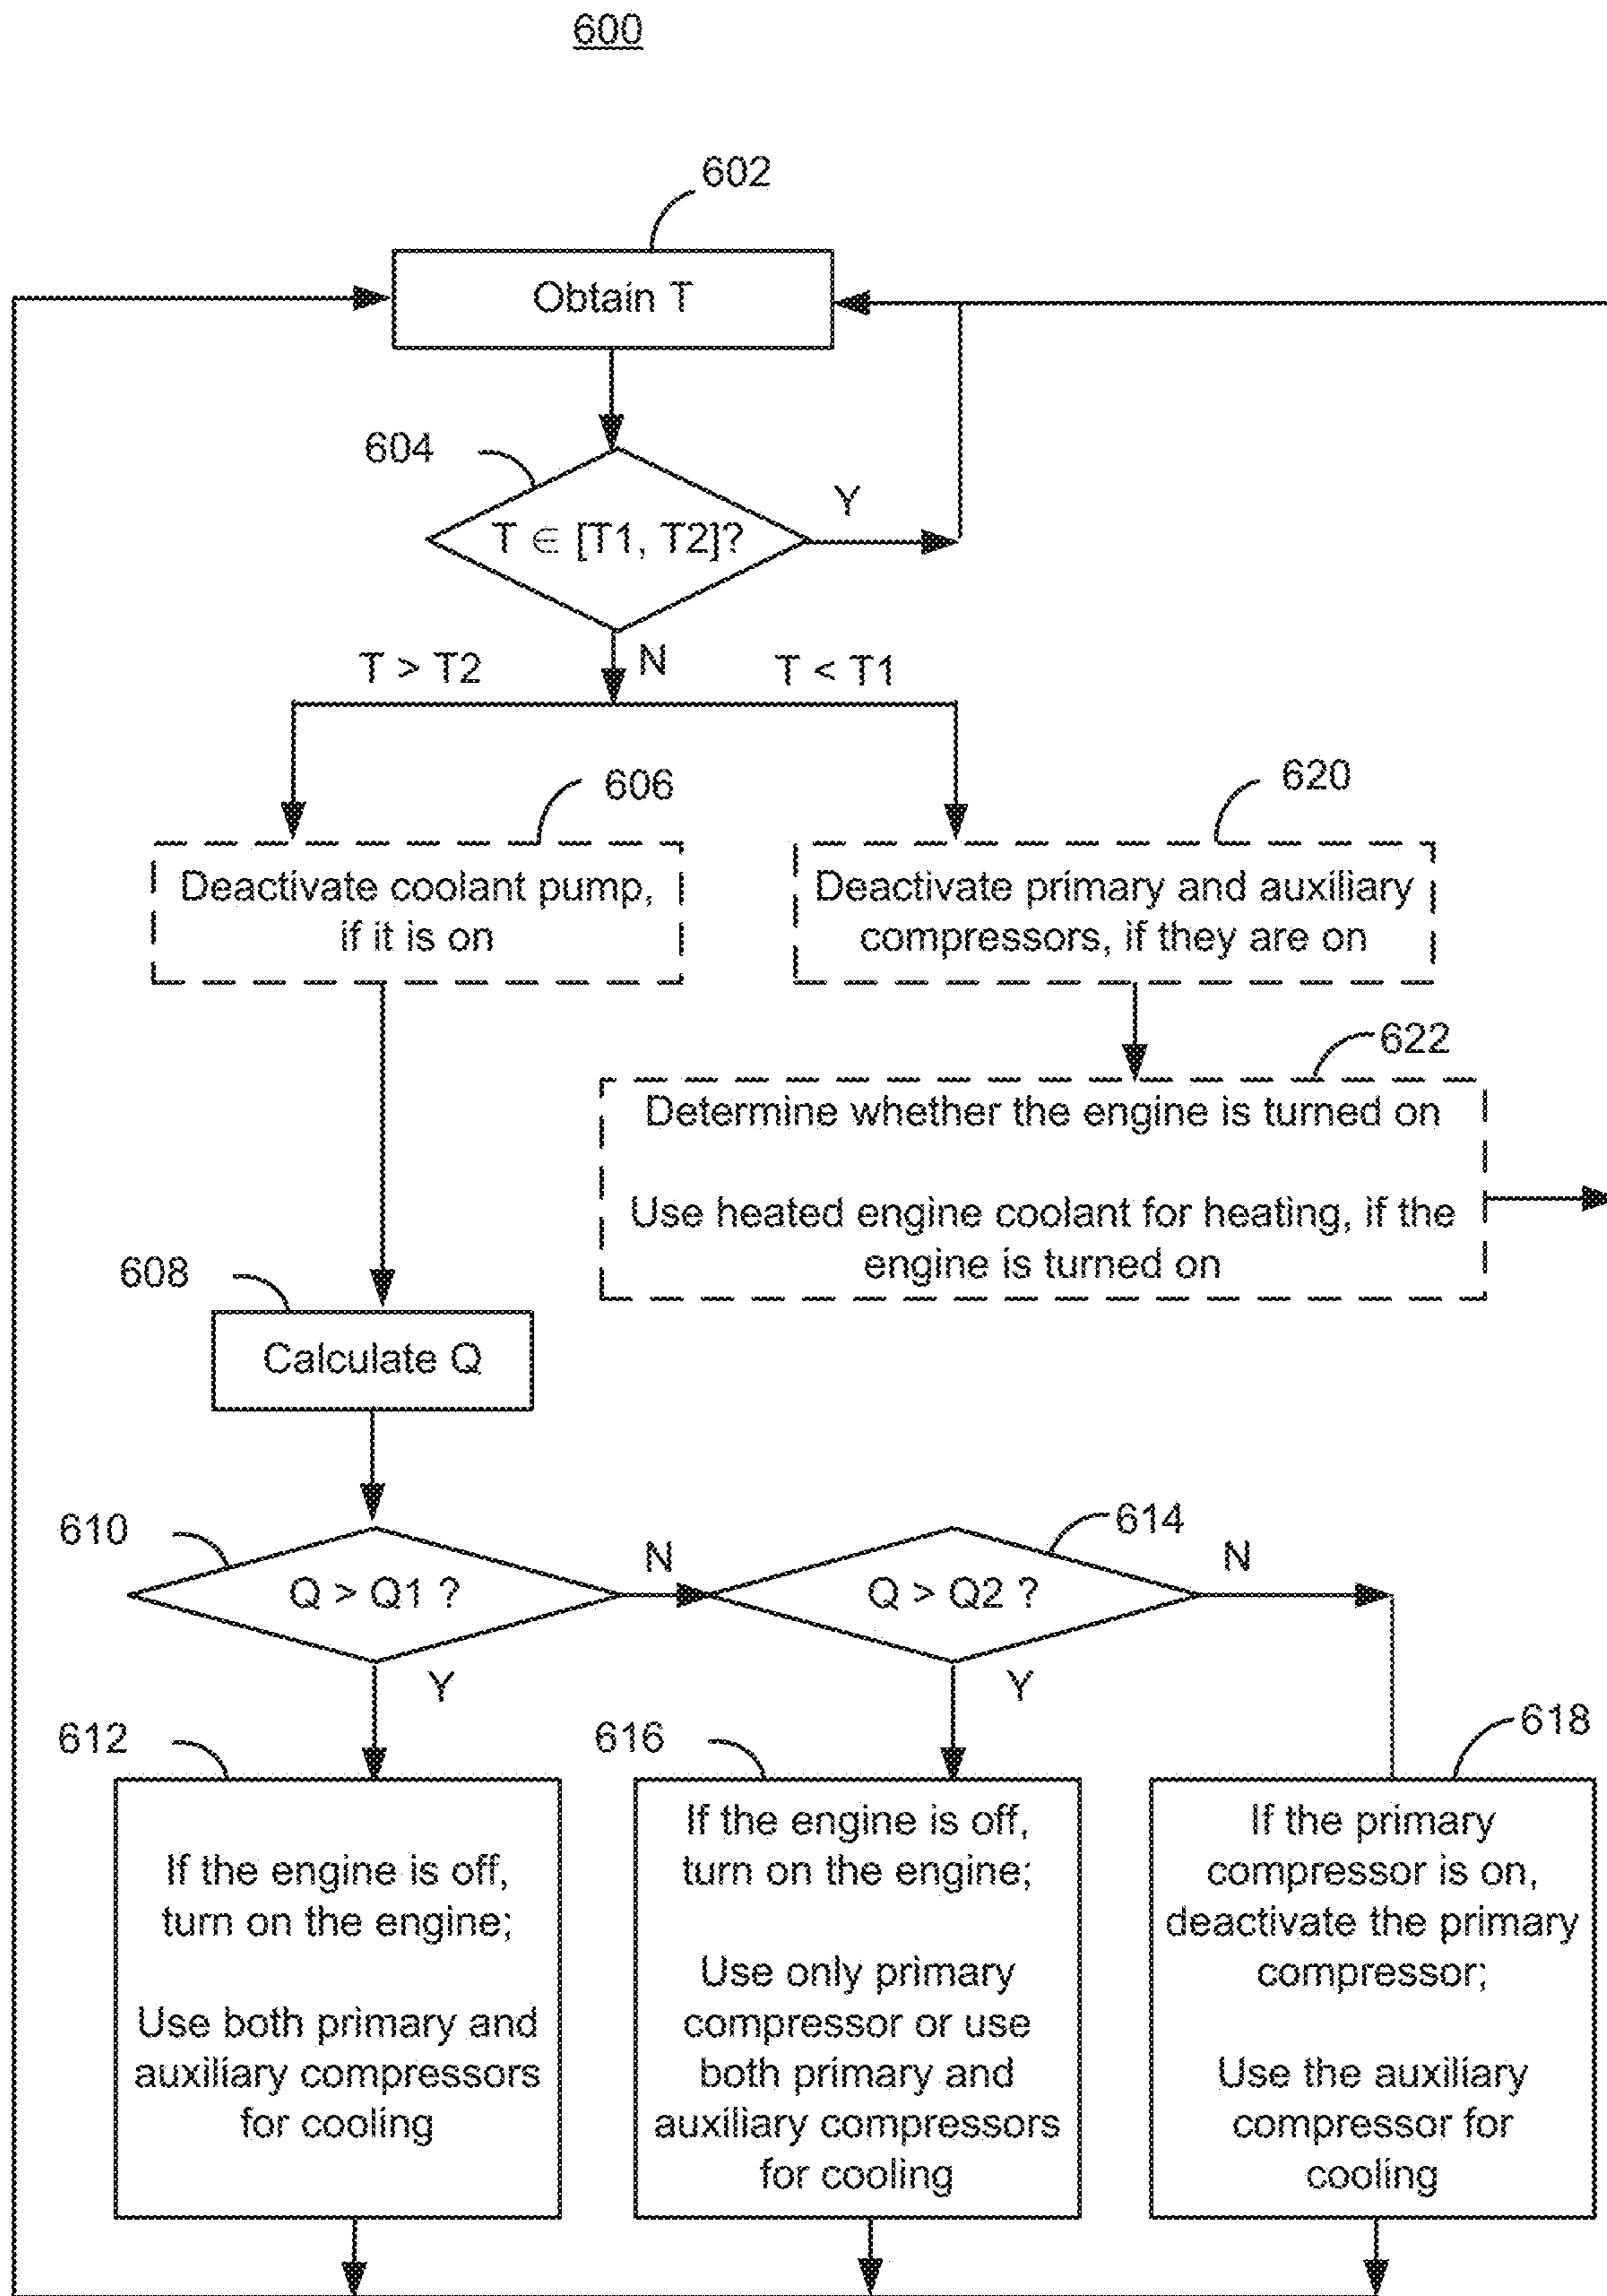 600
602
Obtain T
604
T ∈ [T1, T2]?
Y
N
T > T2
T < T1
606
620
Deactivate coolant pump,
if it is on
Deactivate primary and auxiliary
compressors, if they are on
622
Determine whether the engine is turned on
Use heated engine coolant for heating, if the
engine is turned on
608
Calculate Q
610
Q > Q1 ?
N
Y
614
Q > Q2 ?
N
Y
612
If the engine is off,
turn on the engine;
Use both primary and
auxiliary compressors
for cooling
616
If the engine is off,
turn on the engine;
Use only primary
compressor or use
both primary and
auxiliary compressors
for cooling
618
If the primary
compressor is on,
deactivate the primary
compressor;
Use the auxiliary
compressor for
cooling